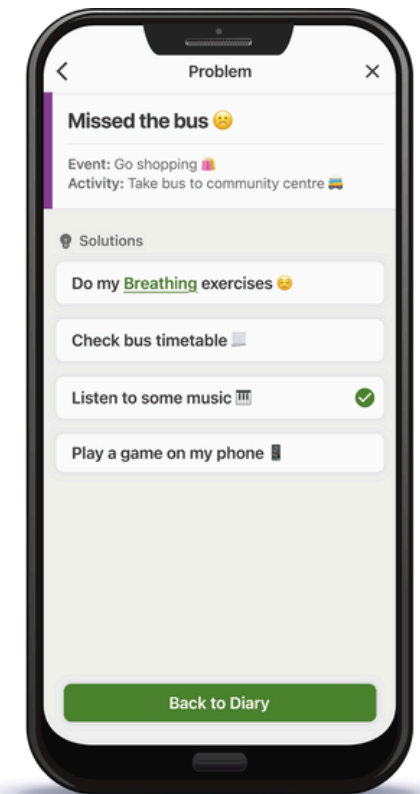 Problem
Missed the bus ☹️
Event: Go shopping 🛍️
Activity: Take bus to community centre 🚌
Solutions
Do my Breathing exercises 😌
Check bus timetable 📃
Listen to some music 🎹
Play a game on my phone 📱
Back to Diary